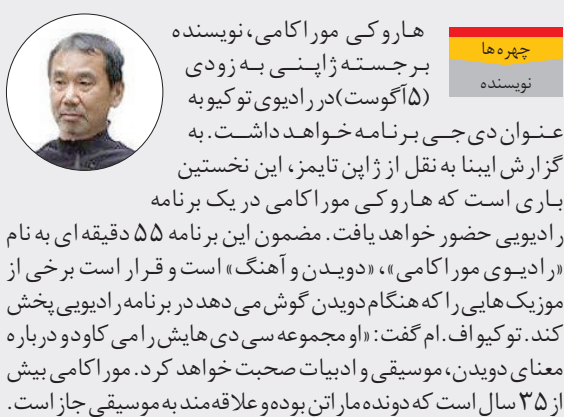 چهره‌ها
نویسنده
هاروکی موراکامی، نویسنده
برجسته ژاپنی به زودی
(۵آگوست) در رادیوی توکیو به
عنوان دی جی برنامه خواهد داشت. به
گزارش ایبنا به نقل از ژاپن تایمز، این نخستین
باری است که هاروکی موراکامی در یک برنامه
رادیویی حضور خواهد یافت. مضمون این برنامه ۵۵ دقیقه ای به نام
«رادیوی موراکامی»، «دویدن و آهنگ» است و قرار است برخی از
موزیک‌هایی را که هنگام دویدن گوش می دهد در برنامه رادیویی پخش
کند. توکیو اف.ام گفت: «او مجموعه سی دی هایش را می کاود و درباره
معنای دویدن، موسیقی و ادبیات صحبت خواهد کرد. موراکامی بیش
از ۳۵ سال است که دونده ماراتن بوده و علاقه‌مند به موسیقی جاز است.